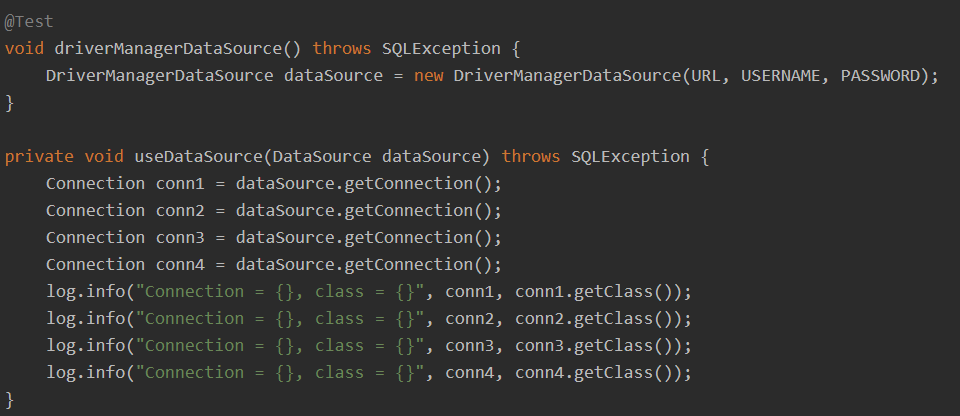 @Test
void driverManagerDataSource() throws SQLException {
    DriverManagerDataSource dataSource = new DriverManagerDataSource(URL, USERNAME, PASSWORD);
}

private void useDataSource(DataSource dataSource) throws SQLException {
    Connection conn1 = dataSource.getConnection();
    Connection conn2 = dataSource.getConnection();
    Connection conn3 = dataSource.getConnection();
    Connection conn4 = dataSource.getConnection();
    log.info("Connection = {}, class = {}", conn1, conn1.getClass());
    log.info("Connection = {}, class = {}", conn2, conn2.getClass());
    log.info("Connection = {}, class = {}", conn3, conn3.getClass());
    log.info("Connection = {}, class = {}", conn4, conn4.getClass());
}